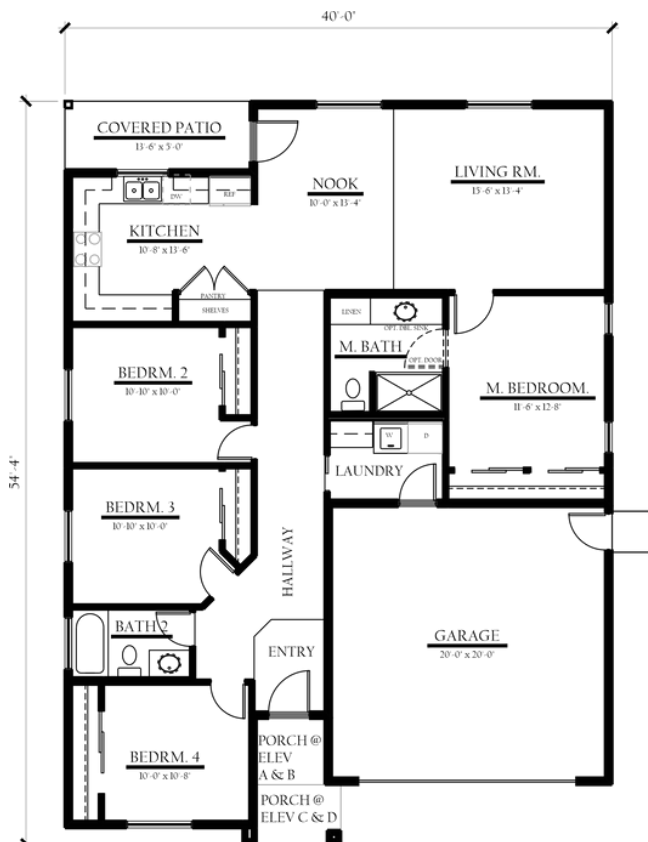 40'-0"
COVERED PATIO
13'-6" x 5'-0"
NOOK
10'-0" x 13'-4"
LIVING RM.
15'-6" x 13'-4"
DW
REF
KITCHEN
10'-8" x 13'-6"
PANTRY
SHELVES
LINEN
OPT. DBL. SINK
M. BATH
OPT. DOOR
BEDRM. 2
10'-10" x 10'-0"
M. BEDROOM.
11'-6" x 12'-8"
W
D
LAUNDRY
54'-4"
BEDRM. 3
10'-10" x 10'-0"
HALLWAY
BATH 2
ENTRY
GARAGE
20'-0" x 20'-0"
PORCH @
ELEV
A & B
BEDRM. 4
10'-0" x 10'-8"
PORCH @
ELEV C & D